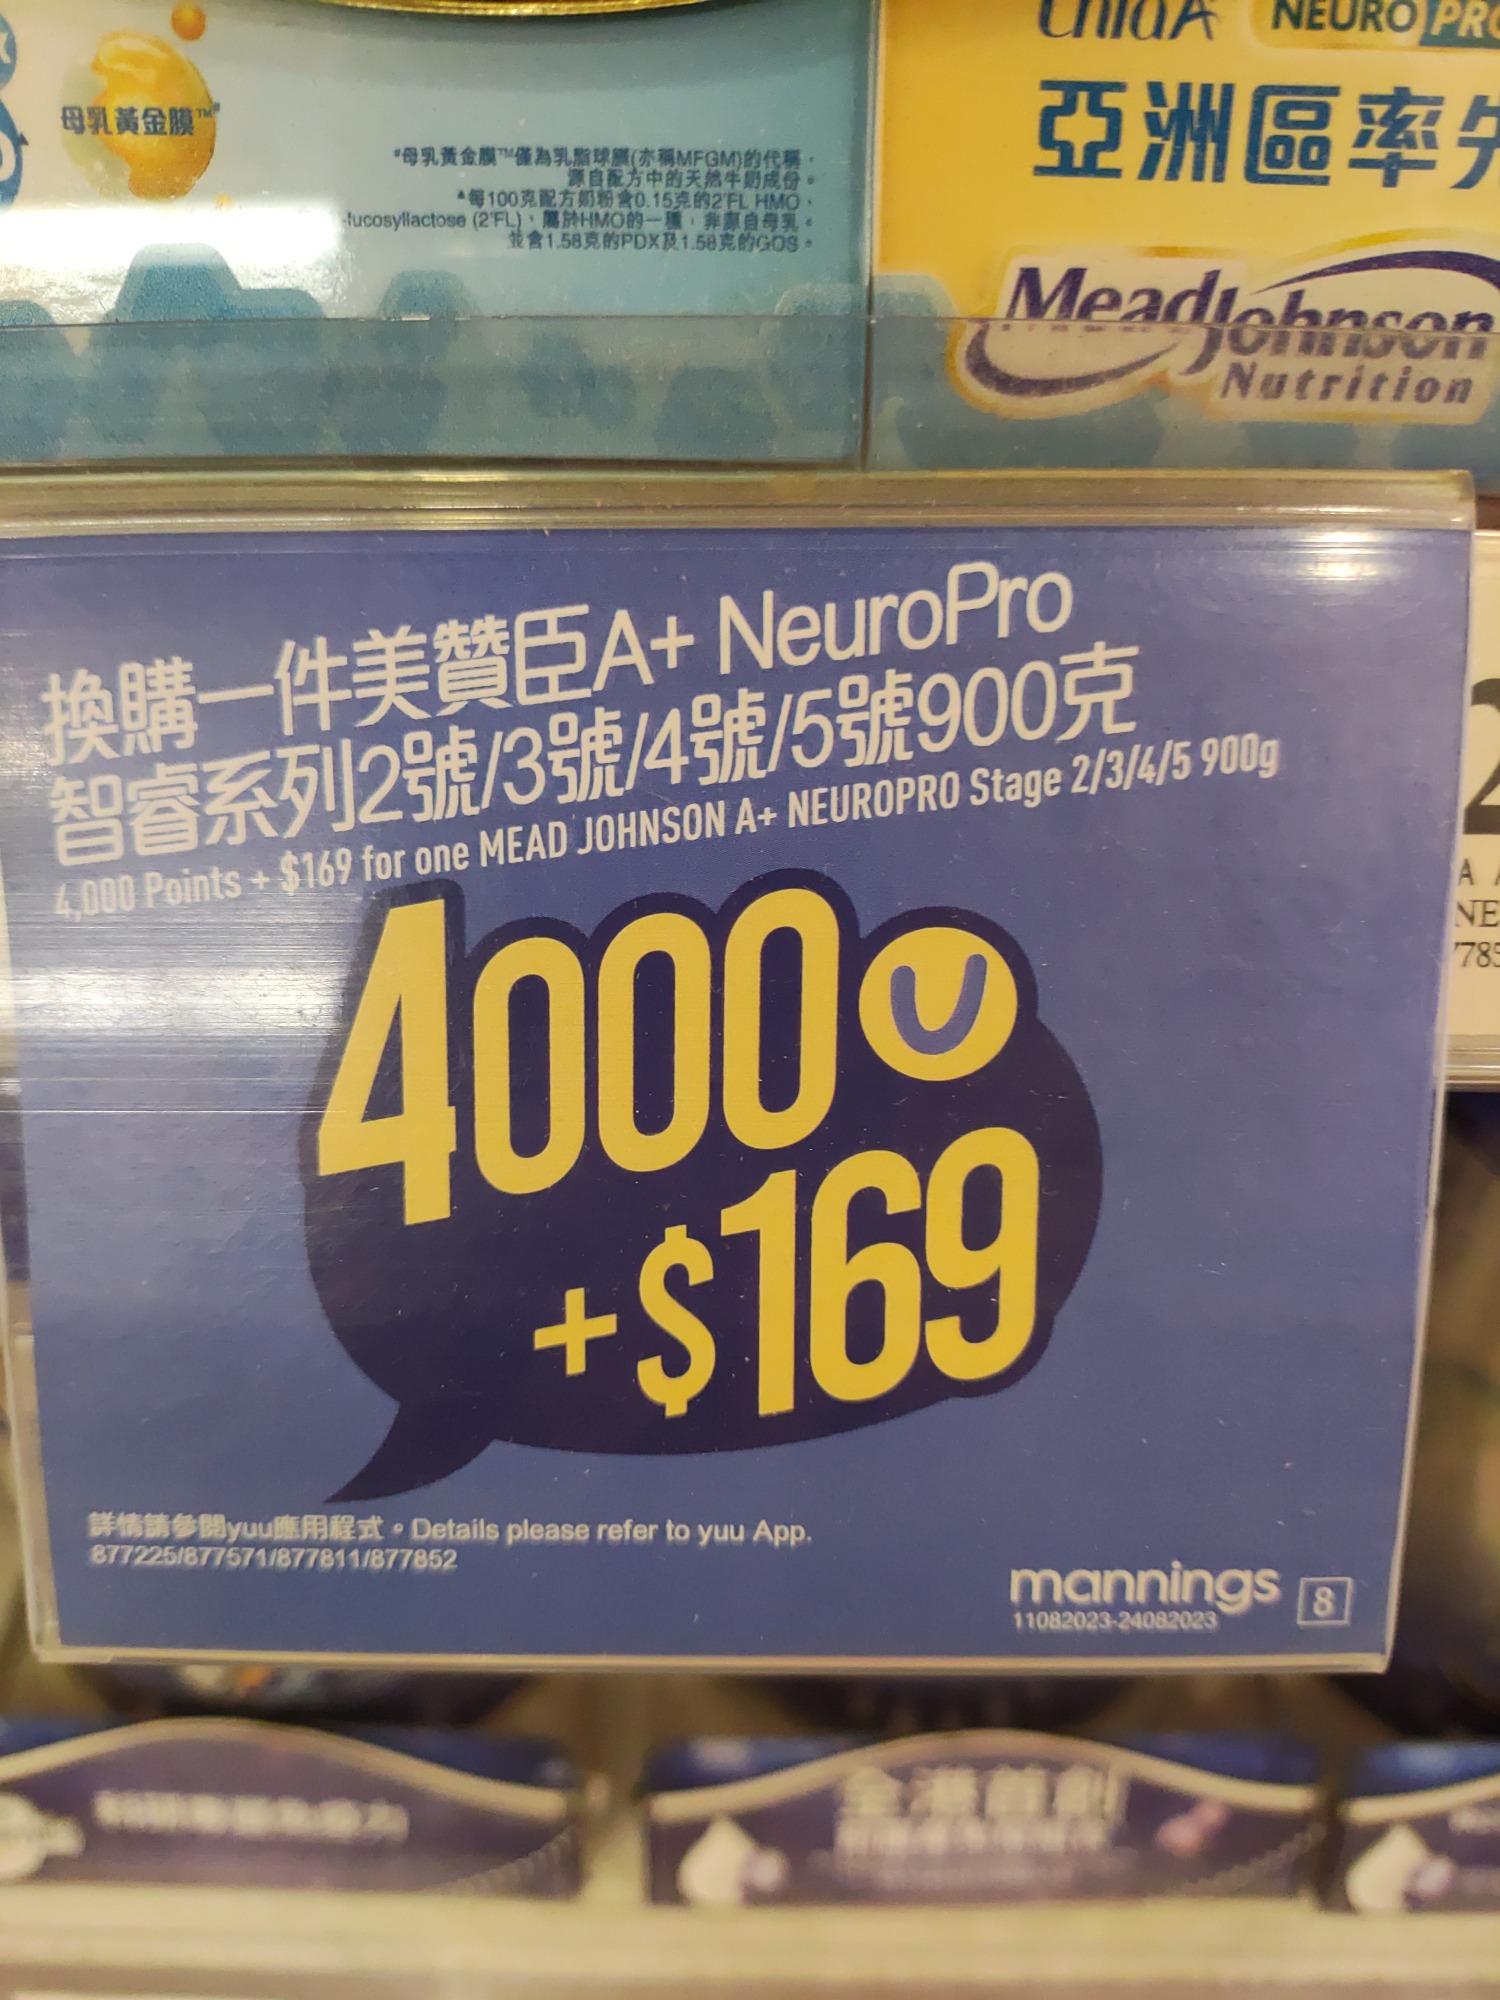 母乳黃金膜™#
#母乳黃金膜™僅為乳脂球膜(亦稱MFGM)的代稱，
源自配方中的天然牛奶成份。
▲每100克配方奶粉含0.15克的2'FL HMO，
-fucosyllactose (2'FL)，屬於HMO的一種，非源自母乳。
並含1.58克的PDX及1.58克的GOS。
NEURO PRO
亞洲區率先
MeadJohnson
Nutrition
換購一件美贊臣A+ NeuroPro
智睿系列2號/3號/4號/5號900克
4,000 Points + $169 for one MEAD JOHNSON A+ NEUROPRO Stage 2/3/4/5 900g
4000
+$169
詳情請參閱yuu應用程式。Details please refer to yuu App.
877225/877571/877811/877852
mannings
11082023-24082023
8
全港首創